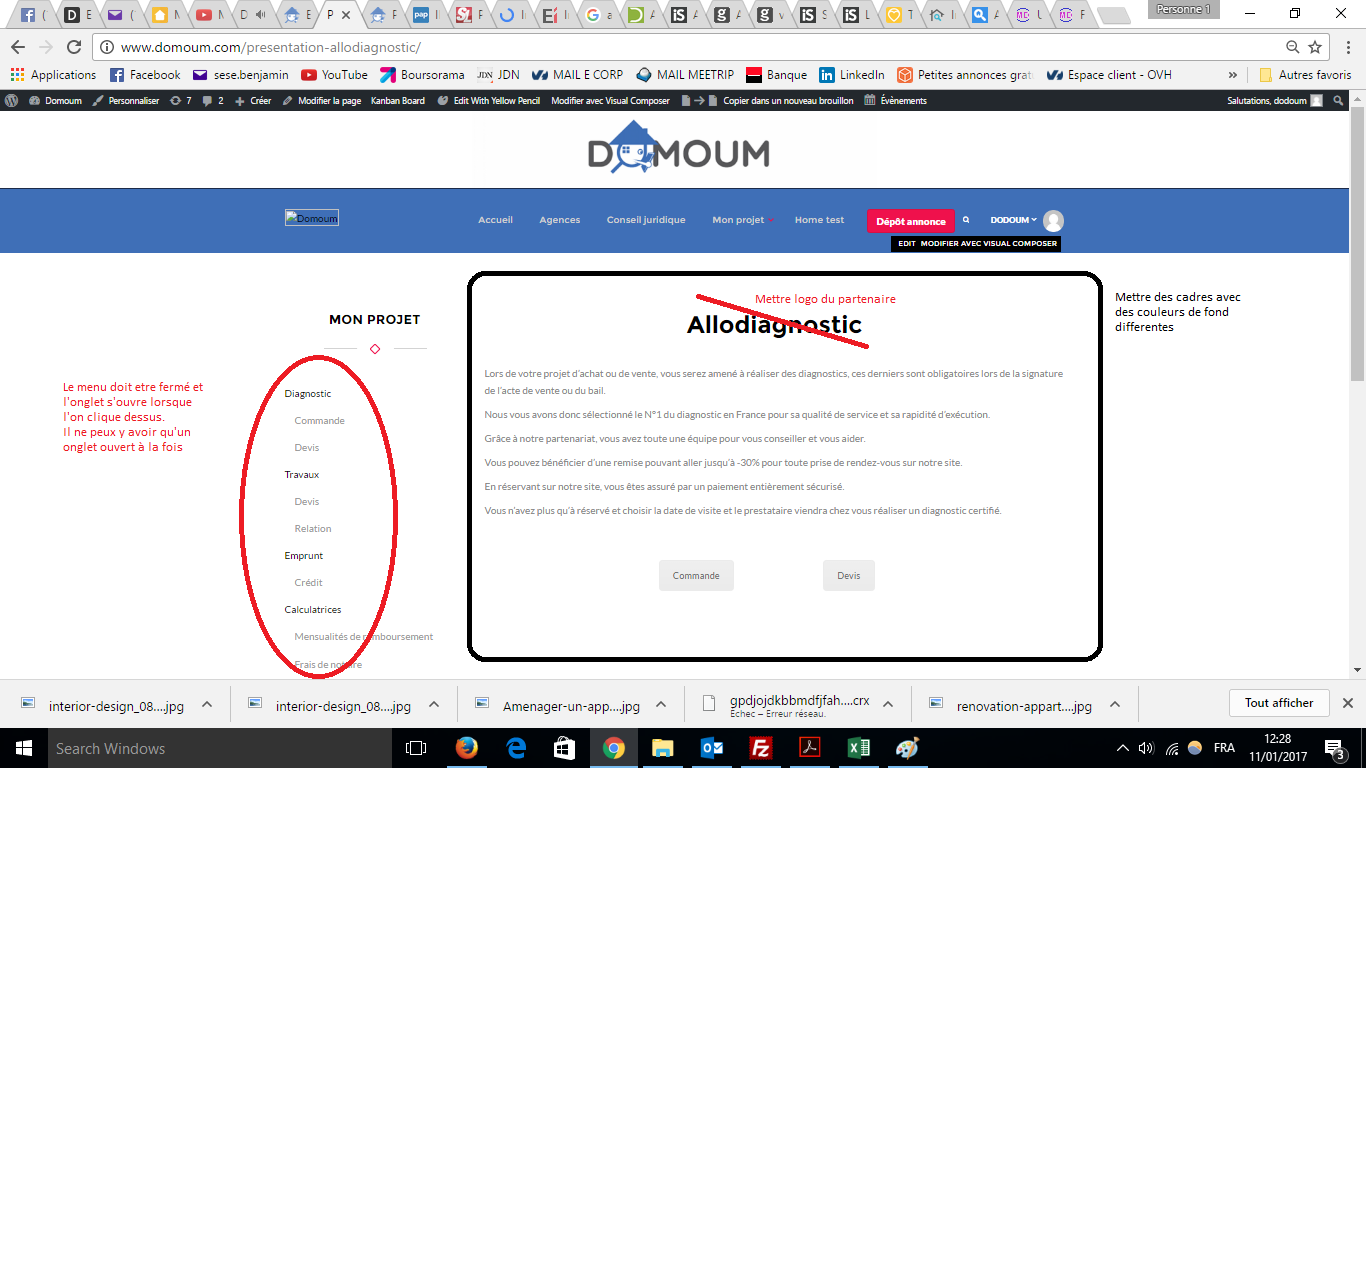 Personne 1
www.domoum.com/presentation-allodiagnostic/
Applications Facebook sese.benjamin YouTube Boursorama JDN MAIL E CORP MAIL MEETRIP Banque LinkedIn Petites annonces grat Espace client - OVH » Autres favoris
Domoum Personnaliser 7 2 Créer Modifier la page Kanban Board Edit With Yellow Pencil Modifier avec Visual Composer Copier dans un nouveau brouillon Évènements Salutations, dodoum
DOMOUM
Domoum Accueil Agences Conseil juridique Mon projet Home test Dépôt annonce DODOUM
EDIT MODIFIER AVEC VISUAL COMPOSER
MON PROJET
Le menu doit etre fermé et
l'onglet s'ouvre lorsque
l'on clique dessus.
Il ne peux y avoir qu'un
onglet ouvert à la fois
Diagnostic
Commande
Devis
Travaux
Devis
Relation
Emprunt
Crédit
Calculatrices
Mensualités de remboursement
Frais de notaire
Mettre logo du partenaire
Allodiagnostic
Lors de votre projet d'achat ou de vente, vous serez amené à réaliser des diagnostics, ces derniers sont obligatoires lors de la signature
de l'acte de vente ou du bail.
Nous vous avons donc sélectionné le N°1 du diagnostic en France pour sa qualité de service et sa rapidité d'exécution.
Grâce à notre partenariat, vous avez toute une équipe pour vous conseiller et vous aider.
Vous pouvez bénéficier d'une remise pouvant aller jusqu'à -30% pour toute prise de rendez-vous sur notre site.
En réservant sur notre site, vous êtes assuré par un paiement entièrement sécurisé.
Vous n'avez plus qu'à réservé et choisir la date de visite et le prestataire viendra chez vous réaliser un diagnostic certifié.
Commande Devis
Mettre des cadres avec
des couleurs de fond
differentes
interior-design_08....jpg interior-design_08....jpg Amenager-un-app....jpg gpdjojdkbbmdfjfah....crx renovation-appart....jpg Tout afficher
Échec – Erreur réseau.
Search Windows FRA 12:28
11/01/2017 3